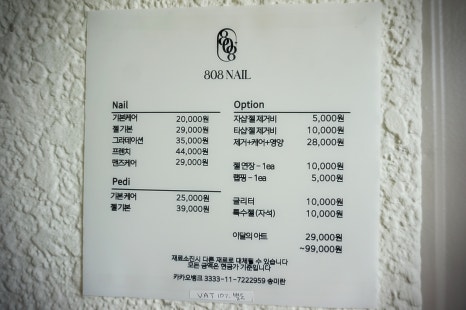 808
808 NAIL
Nail
기본케어 20,000원
젤 기본 29,000원
그라데이션 35,000원
프렌치 44,000원
맨즈케어 29,000원
Pedi
기본 케어 25,000원
젤 기본 39,000원
Option
자샵 젤 제거비 5,000원
타샵 젤 제거비 10,000원
제거+케어+영양 28,000원
젤 연장 - 1ea 10,000원
랩핑 - 1ea 5,000원
글리터 10,000원
특수젤 (자석) 10,000원
이달의 아트 29,000원
~99,000원
재료소진시 다른 재료로 대체될 수 있습니다
모든 금액은 현금가 기준입니다
카카오뱅크 3333-11-7222959 송미란
VAT 10% 별도